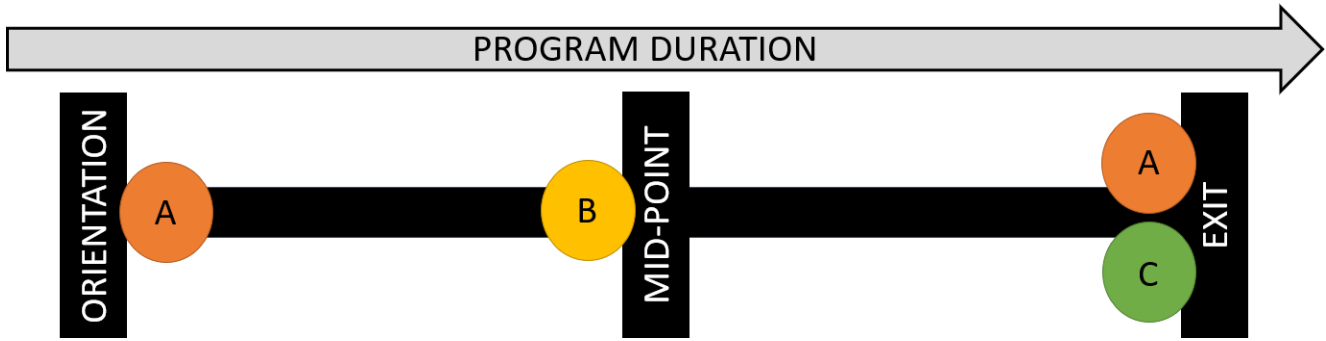 PROGRAM DURATION
ORIENTATION
A
B
MID-POINT
A
C
EXIT